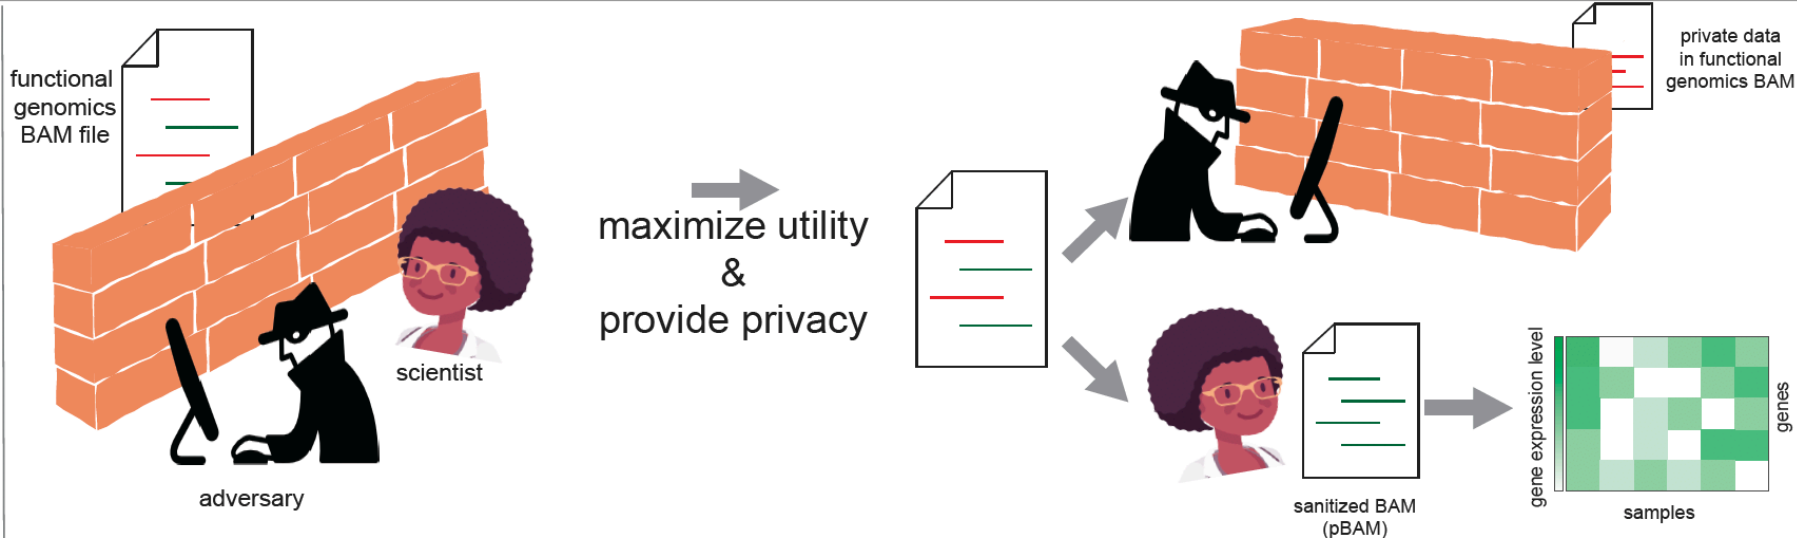 functional
genomics
BAM file
scientist
adversary
maximize utility
&
provide privacy
private data
in functional
genomics BAM
sanitized BAM
(pBAM)
gene expression level
genes
samples